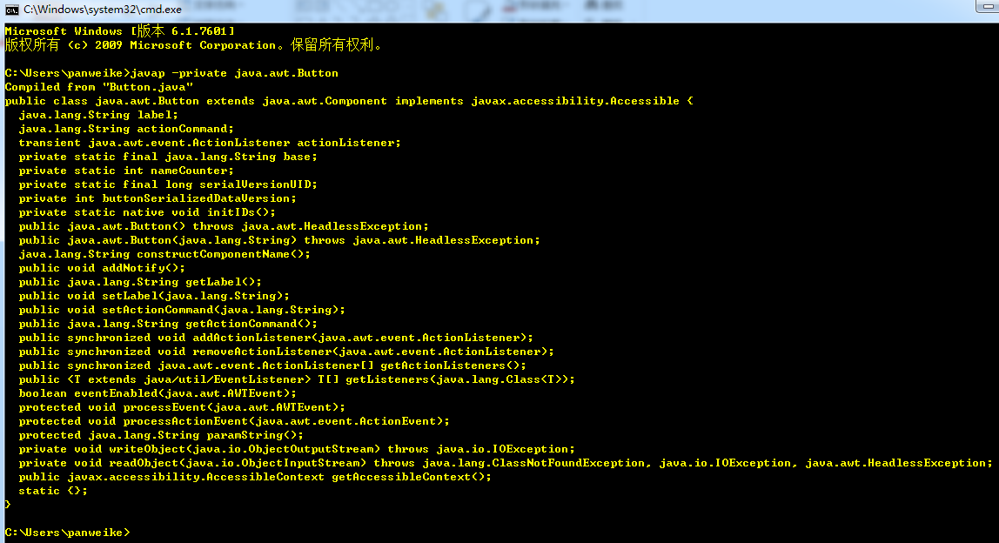 C:\Windows\system32\cmd.exe
Microsoft Windows [版本 6.1.7601]
版权所有 (c) 2009 Microsoft Corporation。保留所有权利。
C:\Users\panweike>javap -private java.awt.Button
Compiled from "Button.java"
public class java.awt.Button extends java.awt.Component implements javax.accessibility.Accessible {
  java.lang.String label;
  java.lang.String actionCommand;
  transient java.awt.event.ActionListener actionListener;
  private static final java.lang.String base;
  private static int nameCounter;
  private static final long serialVersionUID;
  private int buttonSerializedDataVersion;
  private static native void initIDs();
  public java.awt.Button() throws java.awt.HeadlessException;
  public java.awt.Button(java.lang.String) throws java.awt.HeadlessException;
  java.lang.String constructComponentName();
  public void addNotify();
  public java.lang.String getLabel();
  public void setLabel(java.lang.String);
  public void setActionCommand(java.lang.String);
  public java.lang.String getActionCommand();
  public synchronized void addActionListener(java.awt.event.ActionListener);
  public synchronized void removeActionListener(java.awt.event.ActionListener);
  public synchronized java.awt.event.ActionListener[] getActionListeners();
  public <T extends java/util/EventListener> T[] getListeners(java.lang.Class<T>);
  boolean eventEnabled(java.awt.AWTEvent);
  protected void processEvent(java.awt.AWTEvent);
  protected void processActionEvent(java.awt.event.ActionEvent);
  protected java.lang.String paramString();
  private void writeObject(java.io.ObjectOutputStream) throws java.io.IOException;
  private void readObject(java.io.ObjectInputStream) throws java.lang.ClassNotFoundException, java.io.IOException, java.awt.HeadlessException;
  public javax.accessibility.AccessibleContext getAccessibleContext();
  static {};
}
C:\Users\panweike>